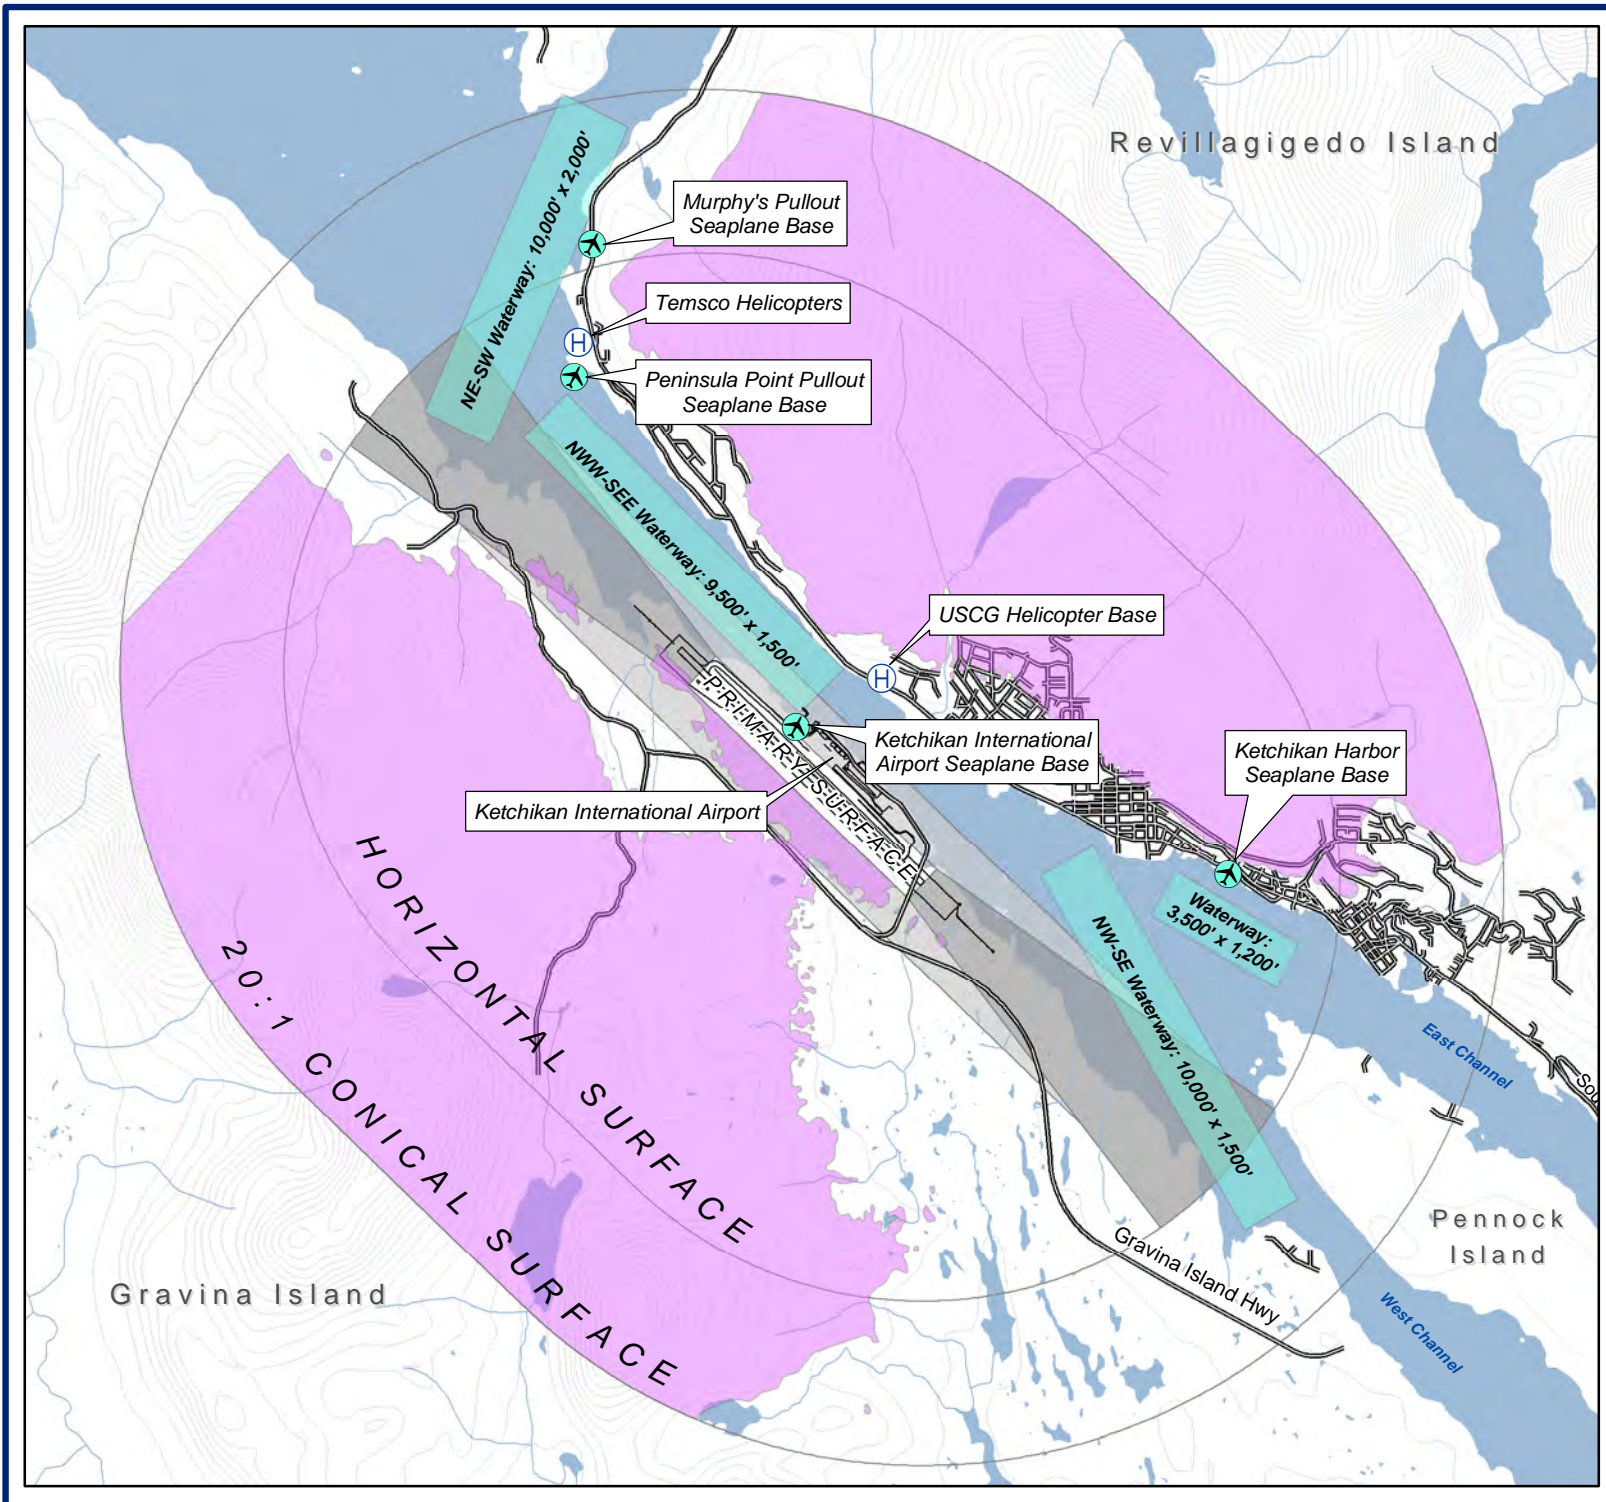 Revillagigedo Island
NE-SW Waterway: 10,000' x 2,000'
Murphy's Pullout
Seaplane Base
Temsco Helicopters
H
Peninsula Point Pullout
Seaplane Base
NWW-SEE Waterway: 9,500' x 1,500'
USCG Helicopter Base
H
PRIMARY SURFACE
Ketchikan International
Airport Seaplane Base
Ketchikan Harbor
Seaplane Base
Ketchikan International Airport
HORIZONTAL SURFACE
20:1 CONICAL SURFACE
Waterway:
3,500' x 1,200'
NW-SE Waterway: 10,000' x 1,500'
East Channel
Sou
Pennock
Island
Gravina Island Hwy
Gravina Island
West Channel